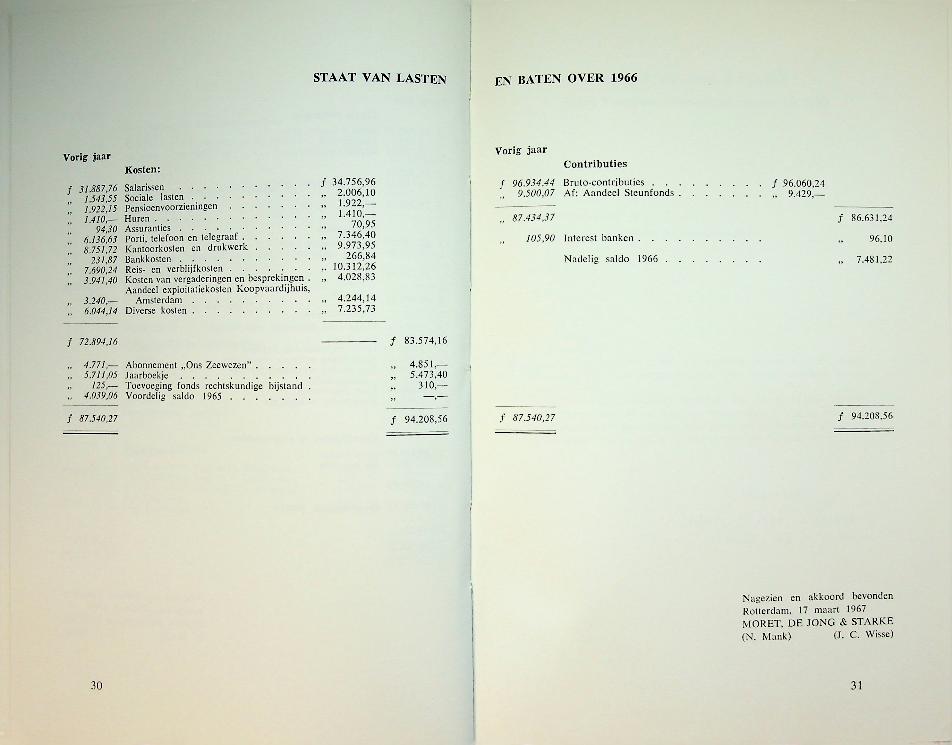 STAAT VAN LASTEN
Vorig jaar
Kosten:
f 31.887,76 Salarissen . . . . . . . . . . . f 34.756,96
„ 1.543,55 Sociale lasten . . . . . . . . . . . „ 2.006,10
„ 1.922,15 Pensioenvoorzieningen . . . . . . . . „ 1.922,—
„ 1.410,— Huren . . . . . . . . . . . . . „ 1.410,—
„ 94,30 Assuranties . . . . . . . . . . . „ 70,95
„ 6.136,63 Porti, telefoon en telegraaf . . . . . . „ 7.346,40
„ 8.751,72 Kantoorkosten en drukwerk . . . . . „ 9.973,95
„ 231,87 Bankkosten . . . . . . . . . . . „ 266,84
„ 7.690,24 Reis- en verblijfkosten . . . . . . . „ 10.312,26
„ 3.941,40 Kosten van vergaderingen en besprekingen . „ 4.028,83
Aandeel exploitatiekosten Koopvaardijhuis,
„ 3.240,— Amsterdam . . . . . . . . . . „ 4.244,14
„ 6.044,14 Diverse kosten . . . . . . . . . . „ 7.235,73
f 72.894,16 f 83.574,16
„ 4.771,— Abonnement „Ons Zeewezen” . . . . . „ 4.851,—
„ 5.711,05 Jaarboekje . . . . . . . . . . . „ 5.473,40
„ 125,— Toevoeging fonds rechtskundige bijstand . „ 310,—
„ 4.039,06 Voordelig saldo 1965 . . . . . . . „ —,—
f 87.540,27 f 94.208,56
30
EN BATEN OVER 1966
Vorig jaar
Contributies
f 96.934,44 Bruto-contributies . . . . . . . . . f 96.060,24
„ 9.500,07 Af: Aandeel Steunfonds . . . . . . . „ 9.429,—
„ 87.434,37 f 86.631,24
„ 105,90 Interest banken . . . . . . . . . . „ 96,10
Nadelig saldo 1966 . . . . . . . . „ 7.481,22
f 87.540,27 f 94.208,56
Nagezien en akkoord bevonden
Rotterdam, 17 maart 1967
MORET, DE JONG & STARKE
(N. Munk) (J. C. Wisse)
31